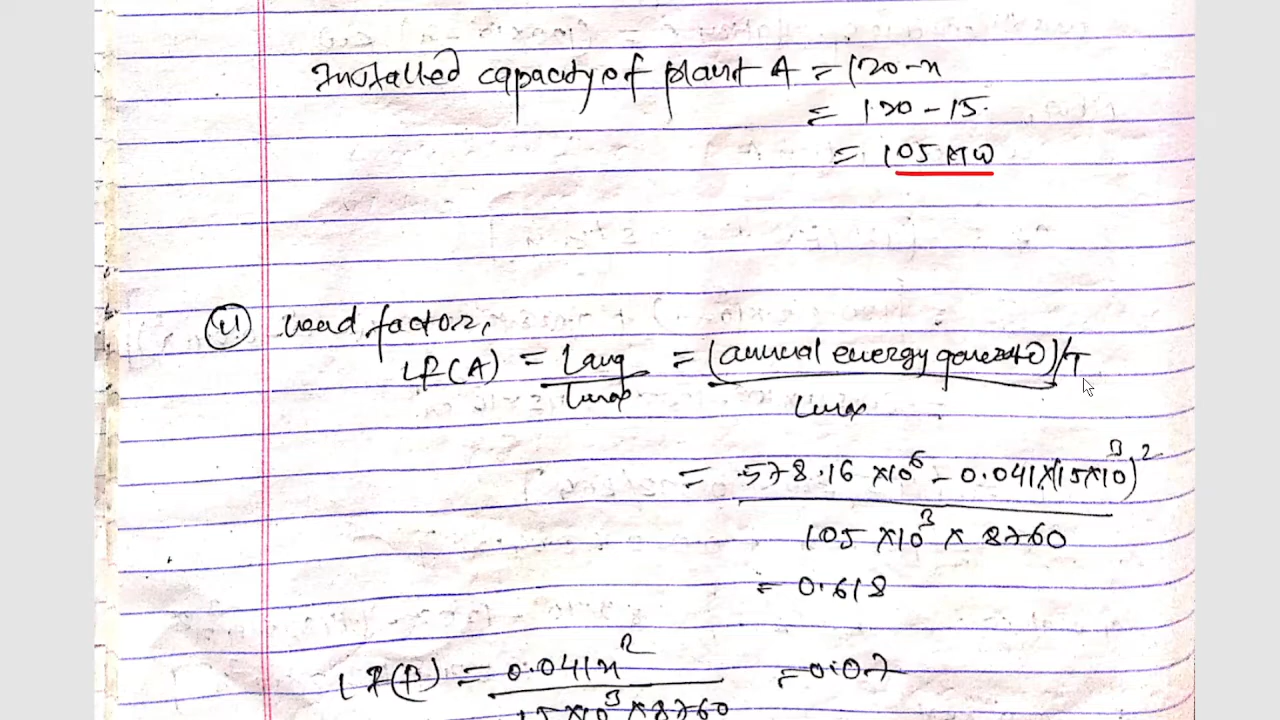 Installed capacity of plant A = 120 - x
= 120 - 15.
= 105 MW
(ii) Load factor,
LF(A) = Lavg / Lmax = (annual energy generated)/T / Lmax
= 578.16 × 10^6 - 0.041 × (15 × 10^3)^2 / 105 × 10^3 × 8760
= 0.618
LF(B) = 0.041 x^2 / 15 × 10^3 × 8760 = 0.07